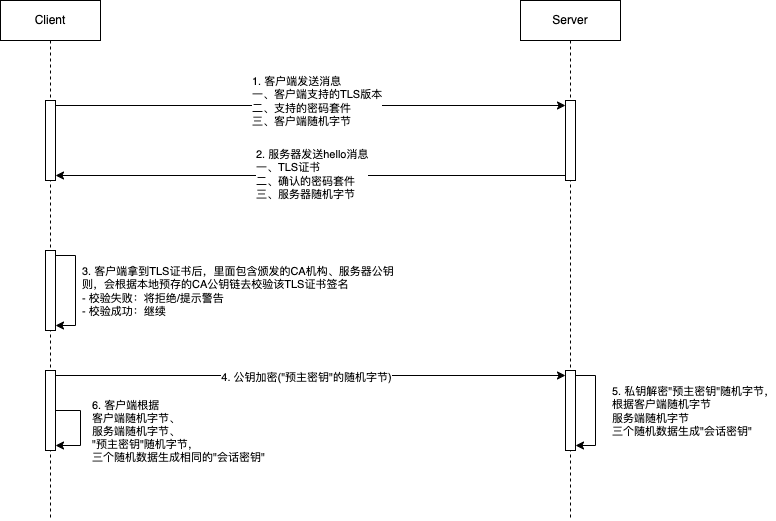 Client
Server
1. 客户端发送消息
一、客户端支持的TLS版本
二、支持的密码套件
三、客户端随机字节
2. 服务器发送hello消息
一、TLS证书
二、确认的密码套件
三、服务器随机字节
3. 客户端拿到TLS证书后，里面包含颁发的CA机构、服务器公钥
则，会根据本地预存的CA公钥链去校验该TLS证书签名
- 校验失败：将拒绝/提示警告
- 校验成功：继续
4. 公钥加密("预主密钥"的随机字节)
5. 私钥解密"预主密钥"随机字节，
根据客户端随机字节
服务端随机字节
三个随机数据生成"会话密钥"
6. 客户端根据
客户端随机字节、
服务端随机字节、
"预主密钥"随机字节，
三个随机数据生成相同的"会话密钥"